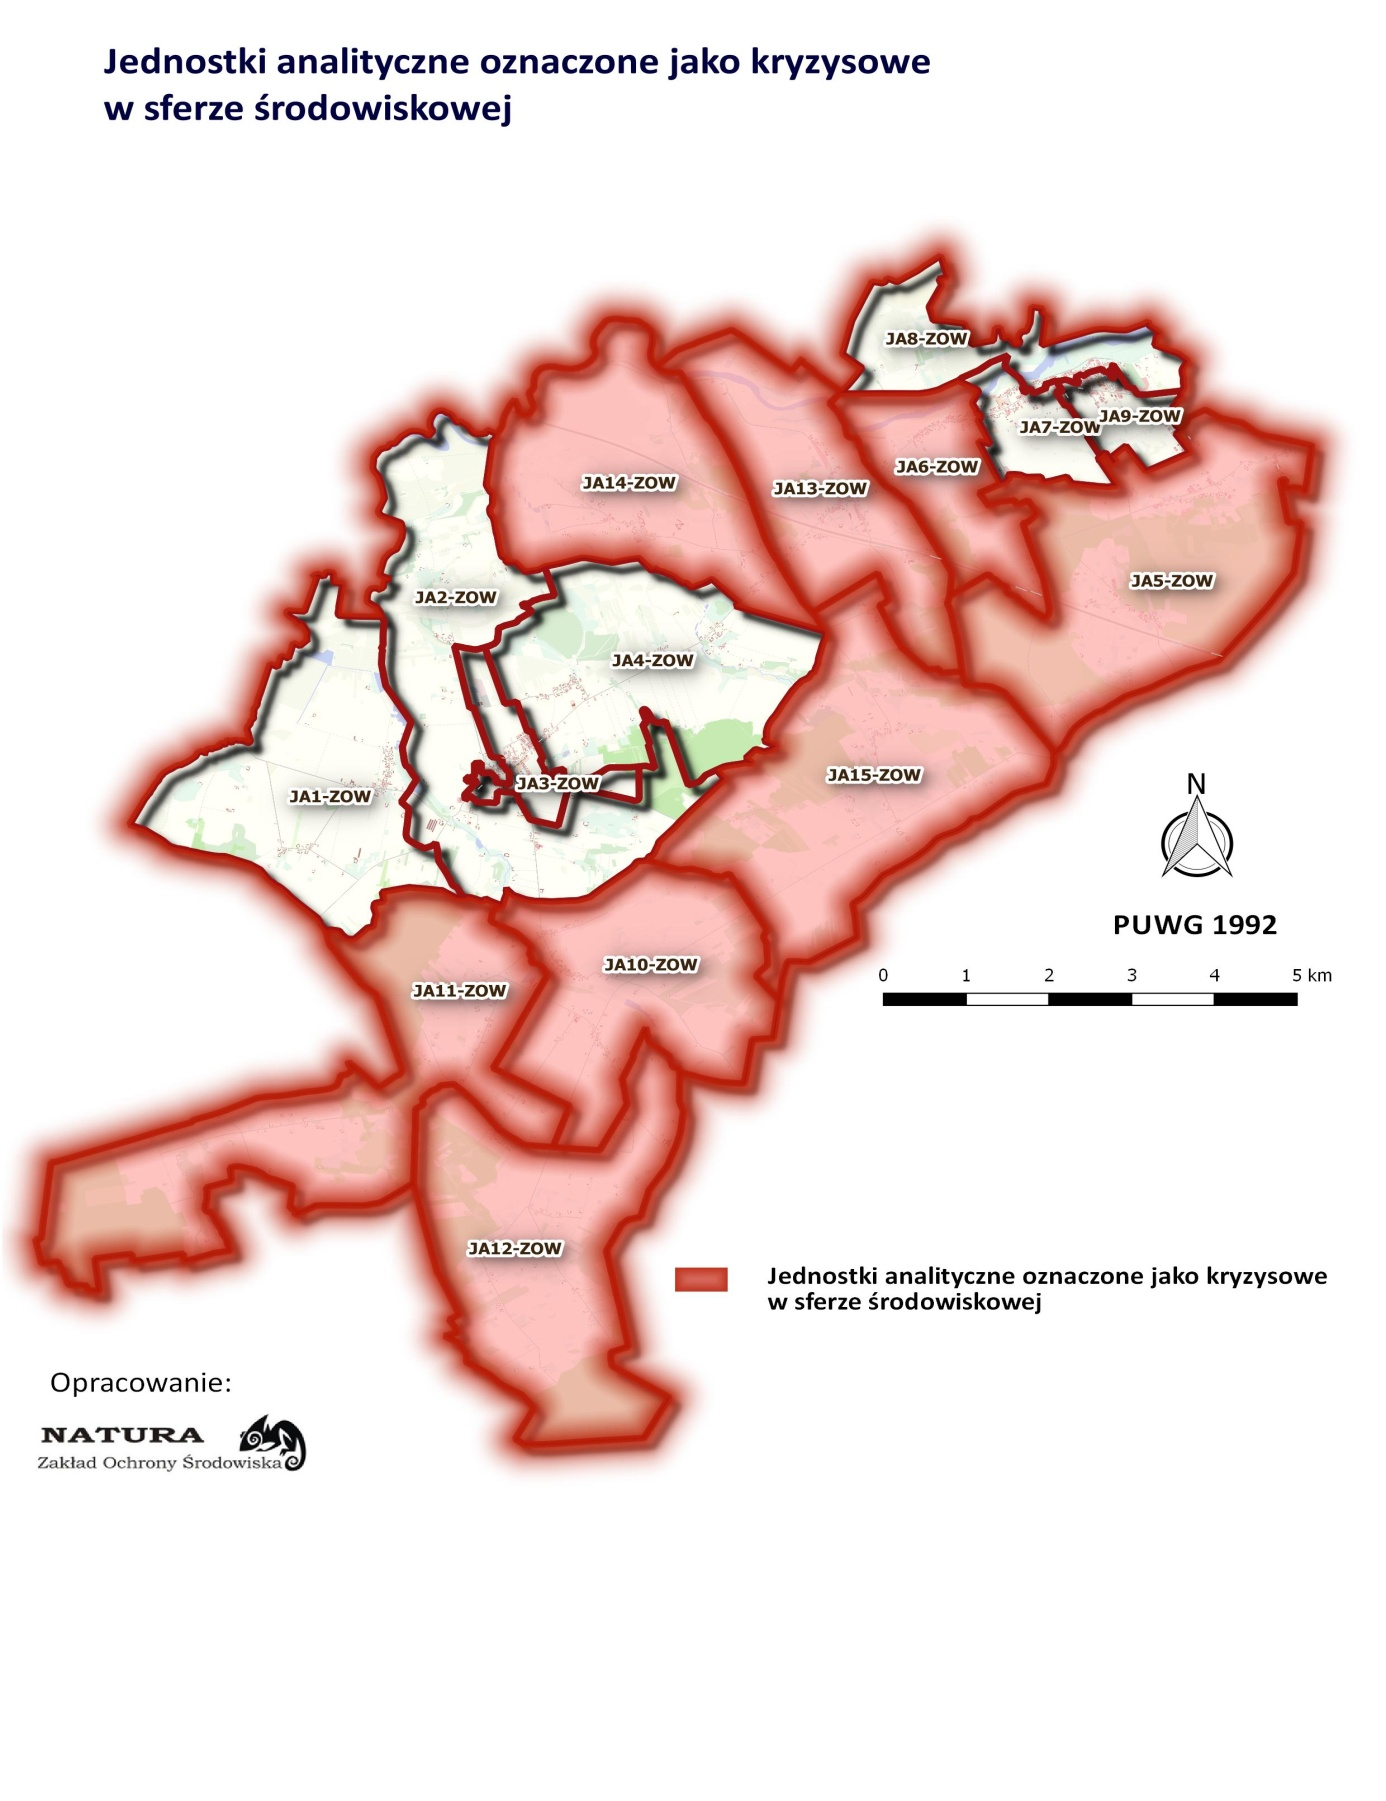 Jednostki analityczne oznaczone jako kryzysowe
w sferze środowiskowej
JA8-ZOW
JA7-ZOW
JA9-ZOW
JA6-ZOW
JA14-ZOW
JA13-ZOW
JA5-ZOW
JA2-ZOW
JA4-ZOW
JA15-ZOW
JA3-ZOW
JA1-ZOW
N
PUWG 1992
JA10-ZOW
0 1 2 3 4 5 km
JA11-ZOW
JA12-ZOW
Jednostki analityczne oznaczone jako kryzysowe
w sferze środowiskowej
Opracowanie:
NATURA
Zakład Ochrony Środowiska